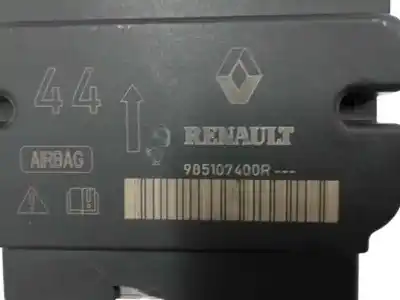 44
RENAULT
AIRBAG
985107400R---